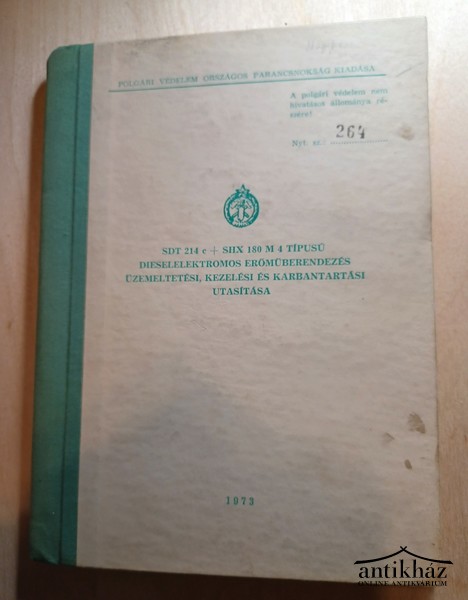 POLGÁRI VÉDELEM ORSZÁGOS PARANCSNOKSÁG KIADÁSA
A polgári védelem nem
hivatásos állománya ré-
szére!
Nyt. sz.: 264
SDT 214 c + SHX 180 M 4 TÍPUSÚ
DIESELELEKTROMOS ERŐMŰBERENDEZÉS
ÜZEMELTETÉSI, KEZELÉSI ÉS KARBANTARTÁSI
UTASÍTÁSA
1973
antikház
ONLINE ANTIKVÁRIUM